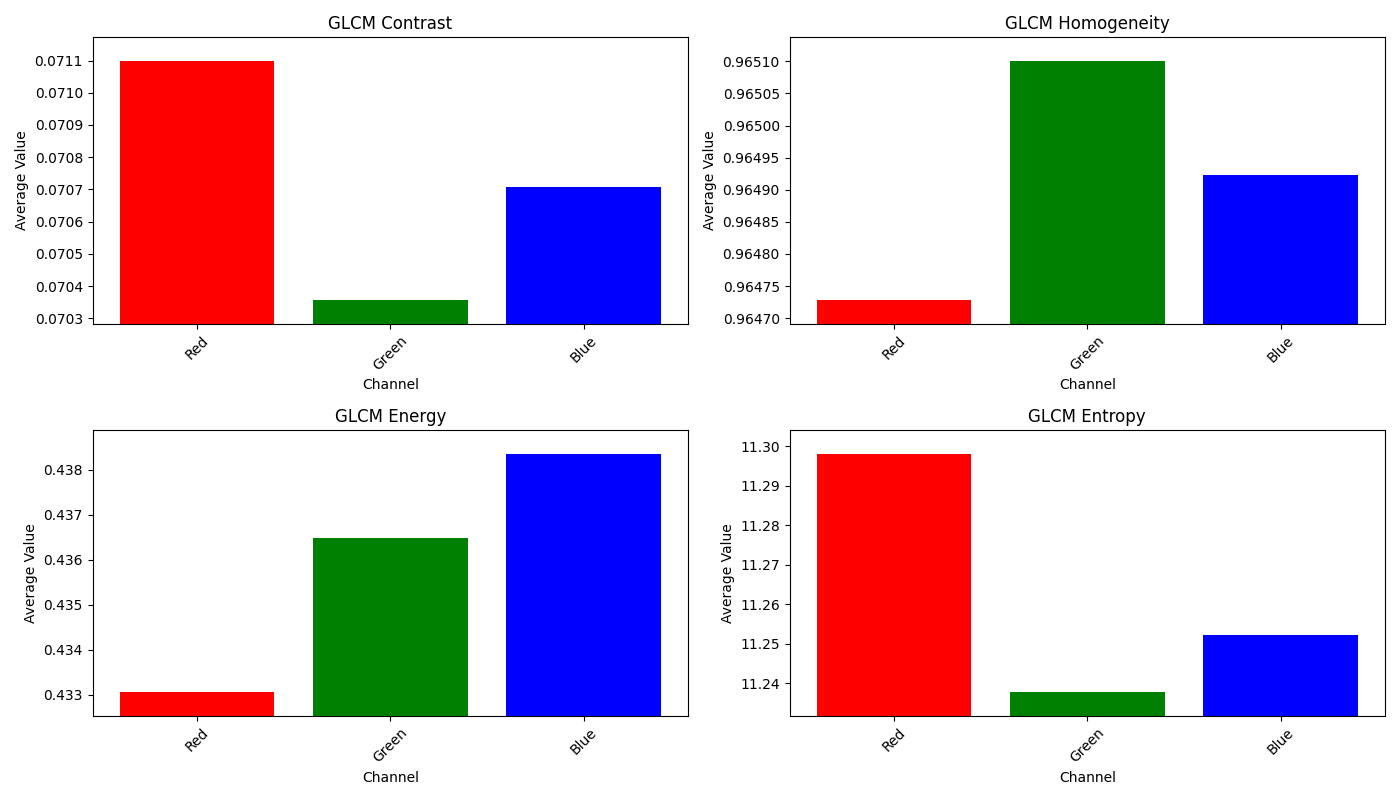 GLCM Contrast
Average Value
0.0711
0.0710
0.0709
0.0708
0.0707
0.0706
0.0705
0.0704
0.0703
Red
Green
Blue
Channel
GLCM Homogeneity
Average Value
0.96510
0.96505
0.96500
0.96495
0.96490
0.96485
0.96480
0.96475
0.96470
Red
Green
Blue
Channel
GLCM Energy
Average Value
0.438
0.437
0.436
0.435
0.434
0.433
Red
Green
Blue
Channel
GLCM Entropy
Average Value
11.30
11.29
11.28
11.27
11.26
11.25
11.24
Red
Green
Blue
Channel